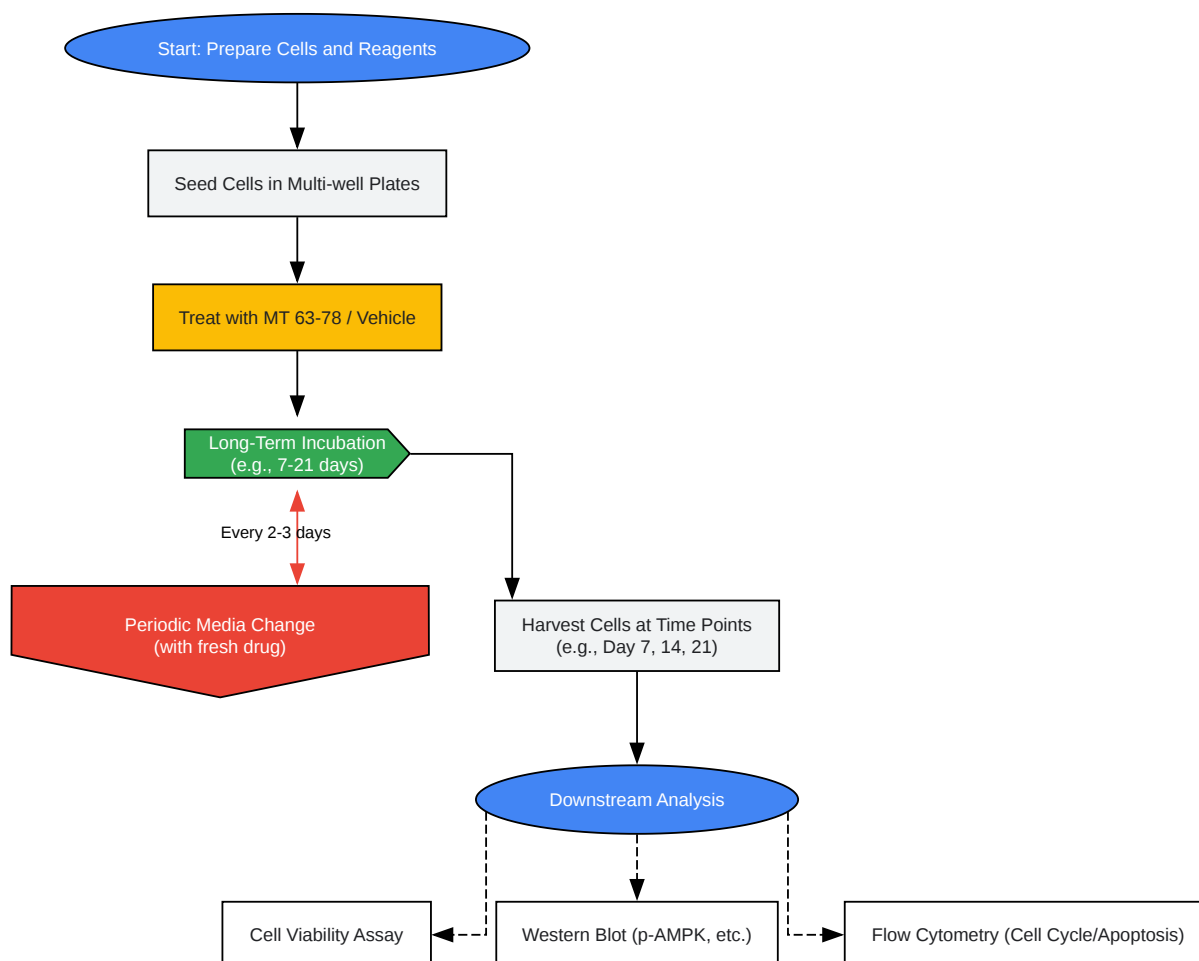 Start: Prepare Cells and Reagents
Seed Cells in Multi-well Plates
Treat with MT 63-78 / Vehicle
Long-Term Incubation
(e.g., 7-21 days)
Every 2-3 days
Periodic Media Change
(with fresh drug)
Harvest Cells at Time Points
(e.g., Day 7, 14, 21)
Downstream Analysis
Cell Viability Assay
Western Blot (p-AMPK, etc.)
Flow Cytometry (Cell Cycle/Apoptosis)